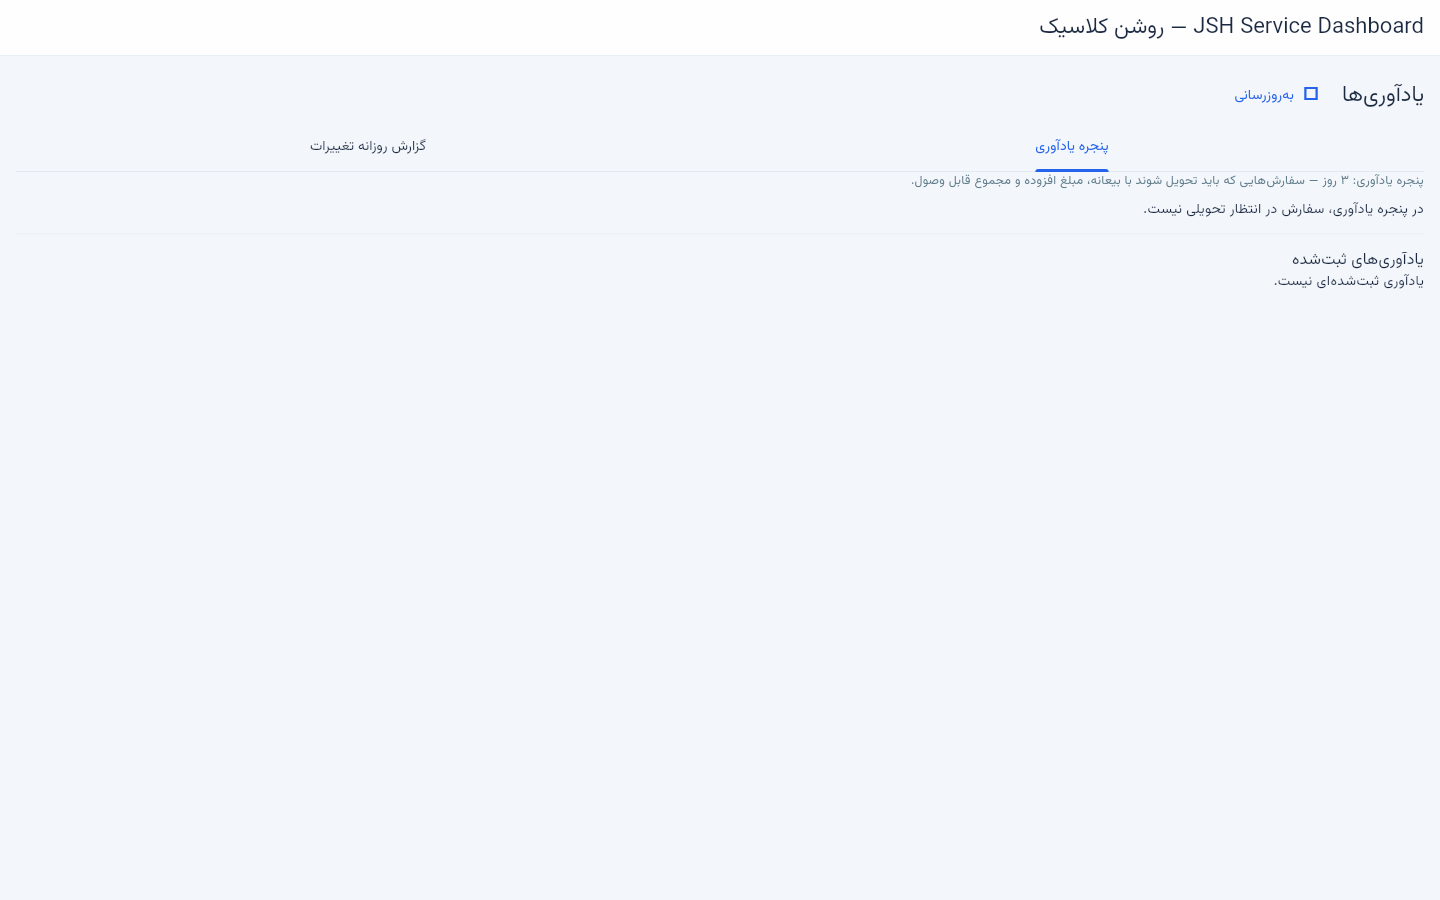 JSH Service Dashboard — روشن کلاسیک
یادآوری‌ها
به‌روزرسانی
پنجره یادآوری
گزارش روزانه تغییرات
پنجره یادآوری: ۳ روز — سفارش‌هایی که باید تحویل شوند با بیعانه، مبلغ افزوده و مجموع قابل وصول.
در پنجره یادآوری، سفارش در انتظار تحویلی نیست.
یادآوری‌های ثبت‌شده
یادآوری ثبت‌شده‌ای نیست.